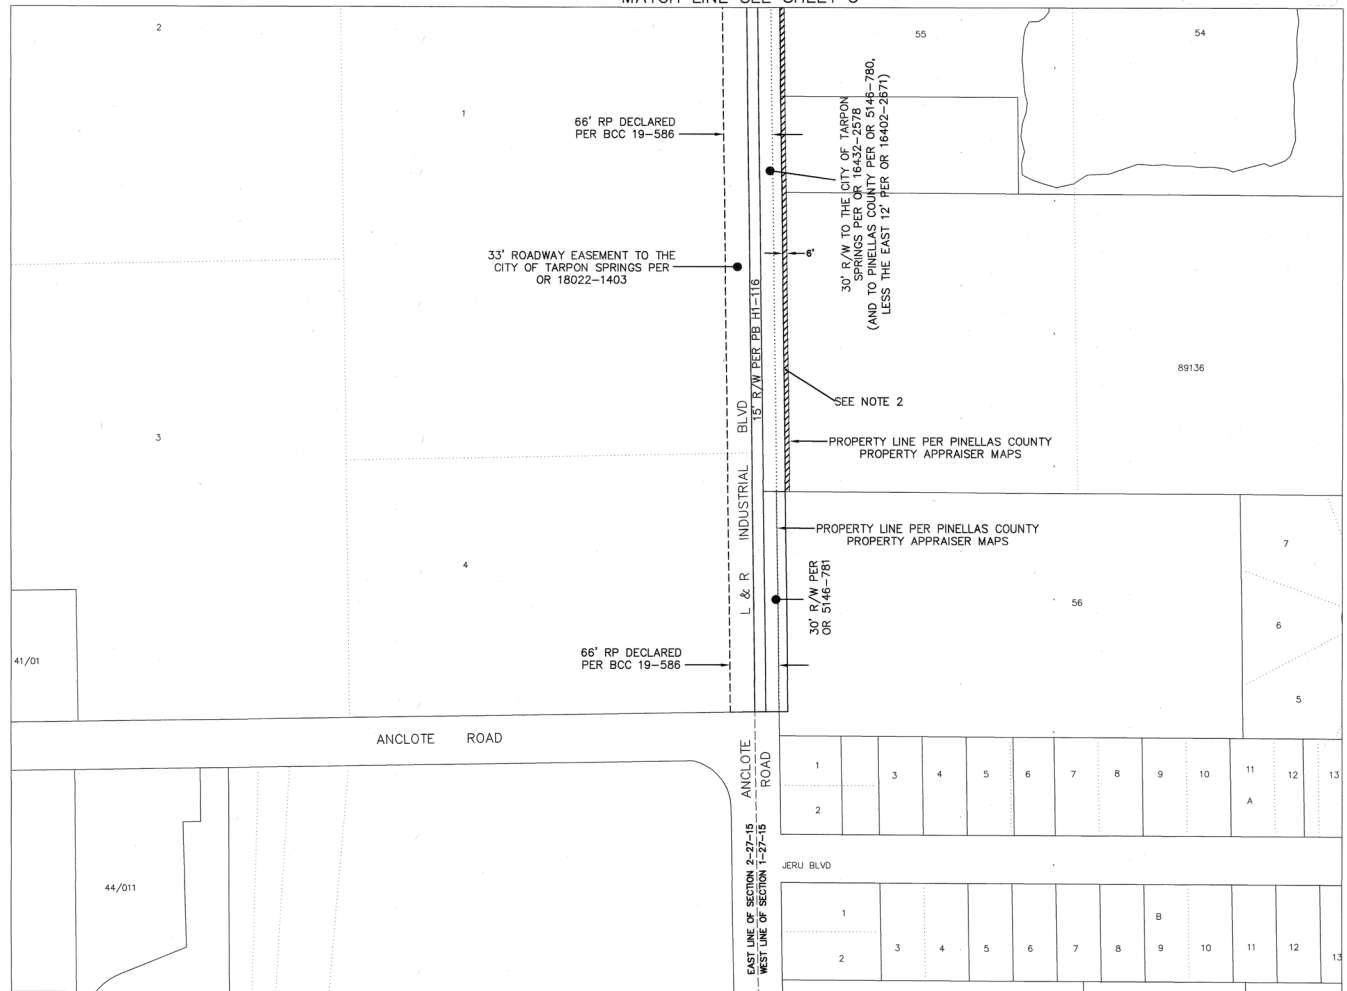 MATCH LINE SEE SHEET
2
1
55
54
66' RP DECLARED
PER BCC 19-586
30' R/W TO THE CITY OF TARPON
SPRINGS PER OR 16432-2578
(AND TO PINELLAS COUNTY PER OR 5146-780,
LESS THE EAST 12' PER OR 16402-2671)
33' ROADWAY EASEMENT TO THE
CITY OF TARPON SPRINGS PER
OR 18022-1403
6'
15' R/W PER PB H1-116
89136
SEE NOTE 2
3
PROPERTY LINE PER PINELLAS COUNTY
PROPERTY APPRAISER MAPS
L & R INDUSTRIAL BLVD
PROPERTY LINE PER PINELLAS COUNTY
PROPERTY APPRAISER MAPS
4
7
30' R/W PER
OR 5146-781
56
6
66' RP DECLARED
PER BCC 19-586
41/01
5
ANCLOTE ROAD
ANCLOTE
ROAD
1
2
3
4
5
6
7
8
9
10
11
A
12
13
EAST LINE OF SECTION 2-27-15
WEST LINE OF SECTION 1-27-15
JERU BLVD
44/011
1
2
3
4
5
6
7
8
B
9
10
11
12
13